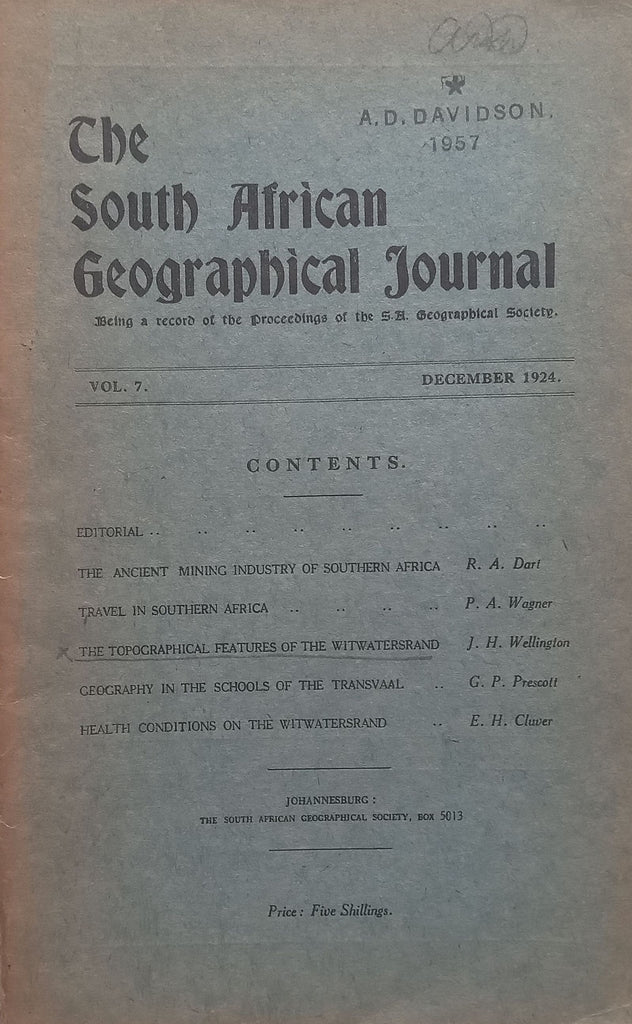 A. D. DAVIDSON.
1957
The
South African
Geographical Journal
Being a record of the Proceedings of the S.A. Geographical Society.
VOL. 7. DECEMBER 1924.
CONTENTS.
EDITORIAL .. .. .. .. .. .. .. .. ..
THE ANCIENT MINING INDUSTRY OF SOUTHERN AFRICA R. A. Dart
TRAVEL IN SOUTHERN AFRICA .. .. .. .. P. A. Wagner
THE TOPOGRAPHICAL FEATURES OF THE WITWATERSRAND J. H. Wellington
GEOGRAPHY IN THE SCHOOLS OF THE TRANSVAAL .. G. P. Prescott
HEALTH CONDITIONS ON THE WITWATERSRAND .. E. H. Cluver
JOHANNESBURG :
THE SOUTH AFRICAN GEOGRAPHICAL SOCIETY, BOX 5013
Price : Five Shillings.